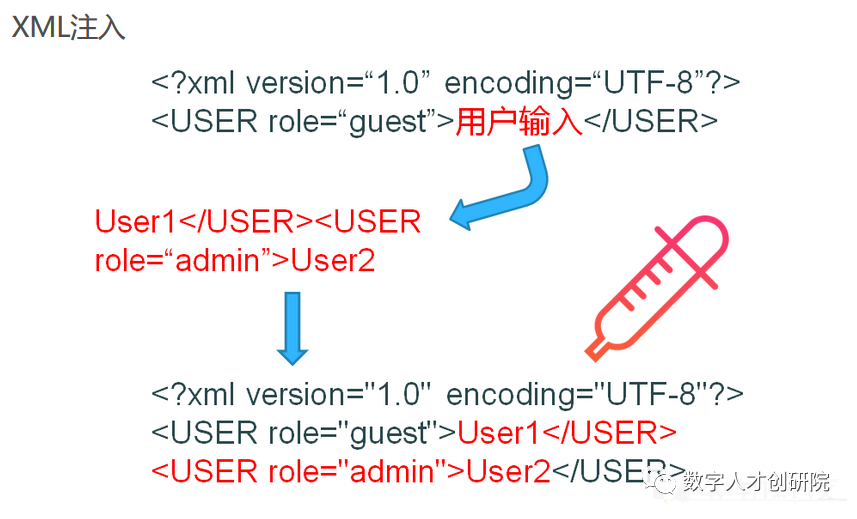 XML注入
<?xml version=“1.0” encoding=“UTF-8”?>
<USER role=“guest”>用户输入</USER>
User1</USER><USER
role=“admin”>User2
<?xml version="1.0" encoding="UTF-8"?>
<USER role="guest">User1</USER>
<USER role="admin">User2</USER>
数字人才创研院